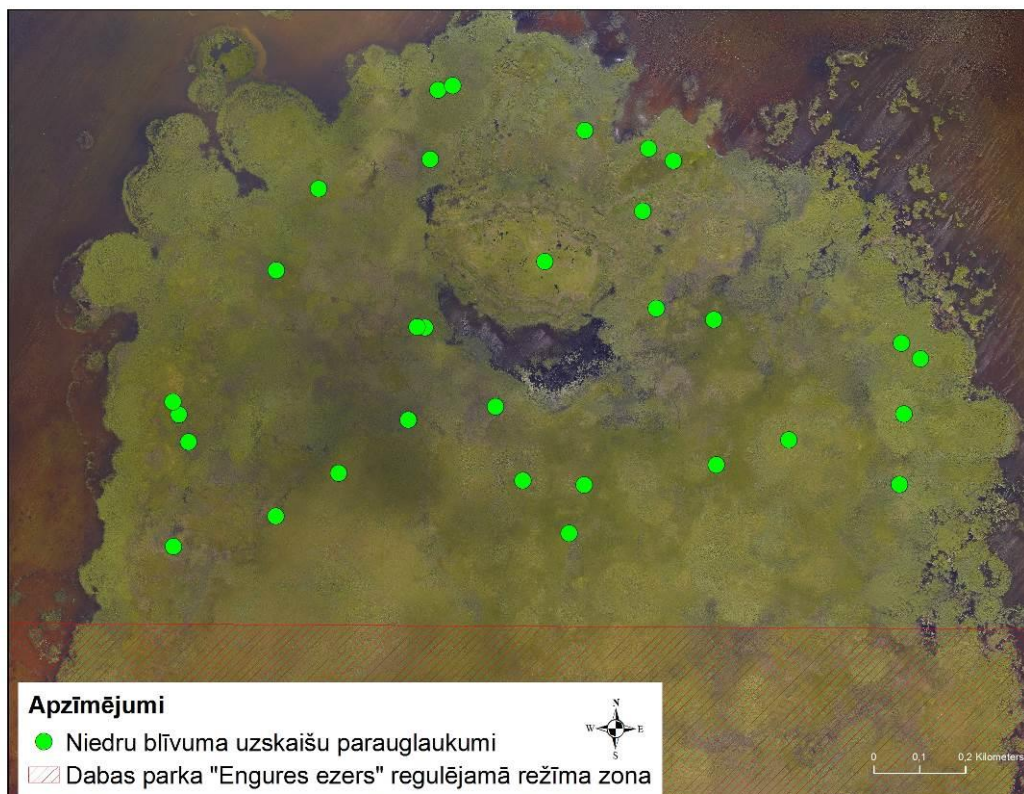 Apzīmējumi
N
W E
S
Niedru blīvuma uzskaišu parauglaukumi
Dabas parka "Engures ezers" regulējamā režīma zona
0 0,1 0,2 Kilometers